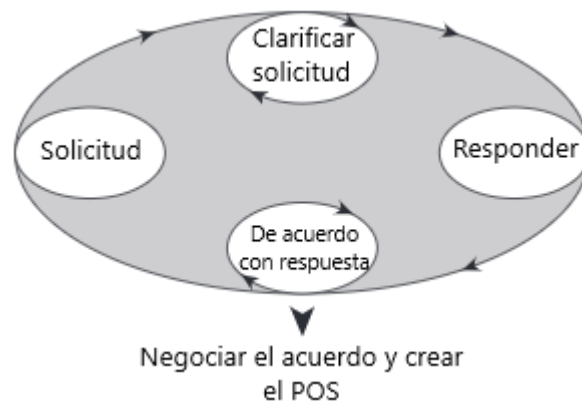 Clarificar
solicitud
Solicitud
Responder
De acuerdo
con respuesta
Negociar el acuerdo y crear
el POS